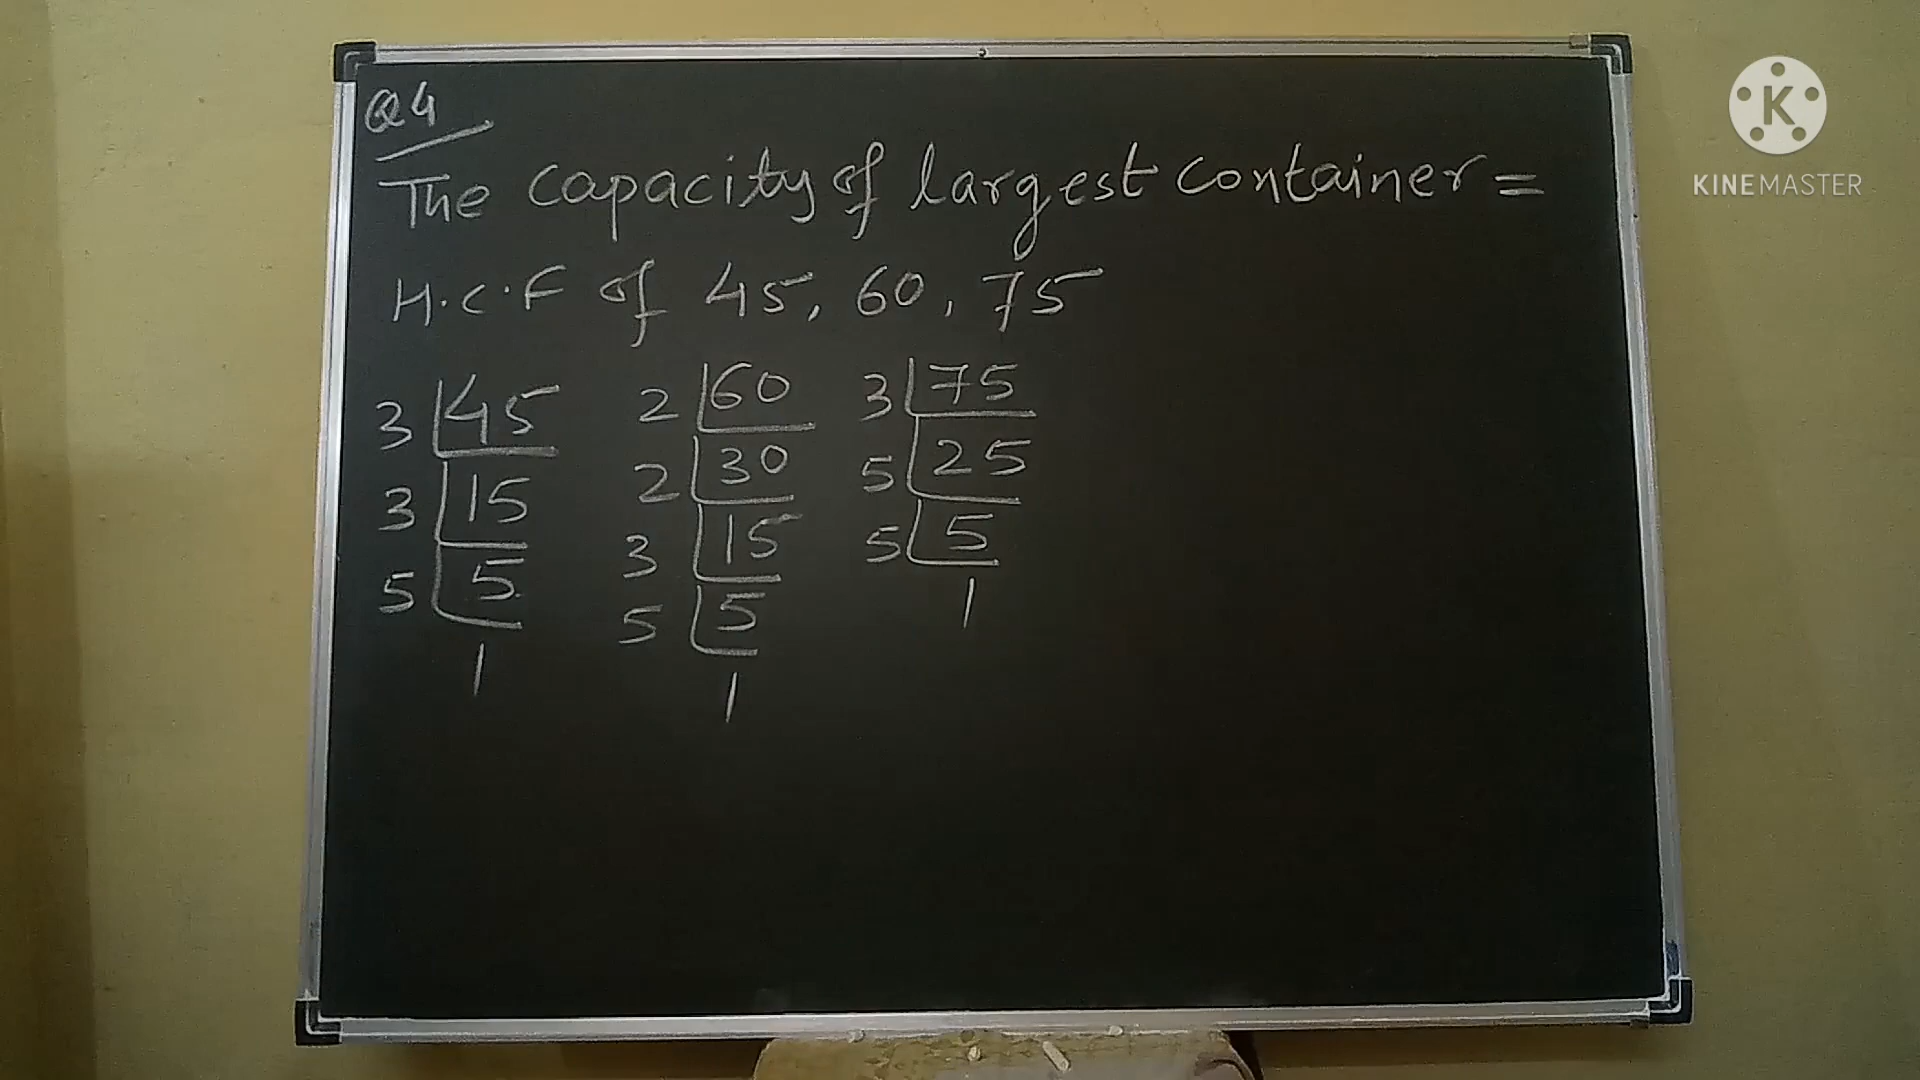 Q4
The capacity of largest container =
H.C.F of 45, 60, 75
3 45 2 60 3 75
3 15 2 30 5 25
5 5 3 15 5 5
1 5 5 1
1
K
KINEMASTER